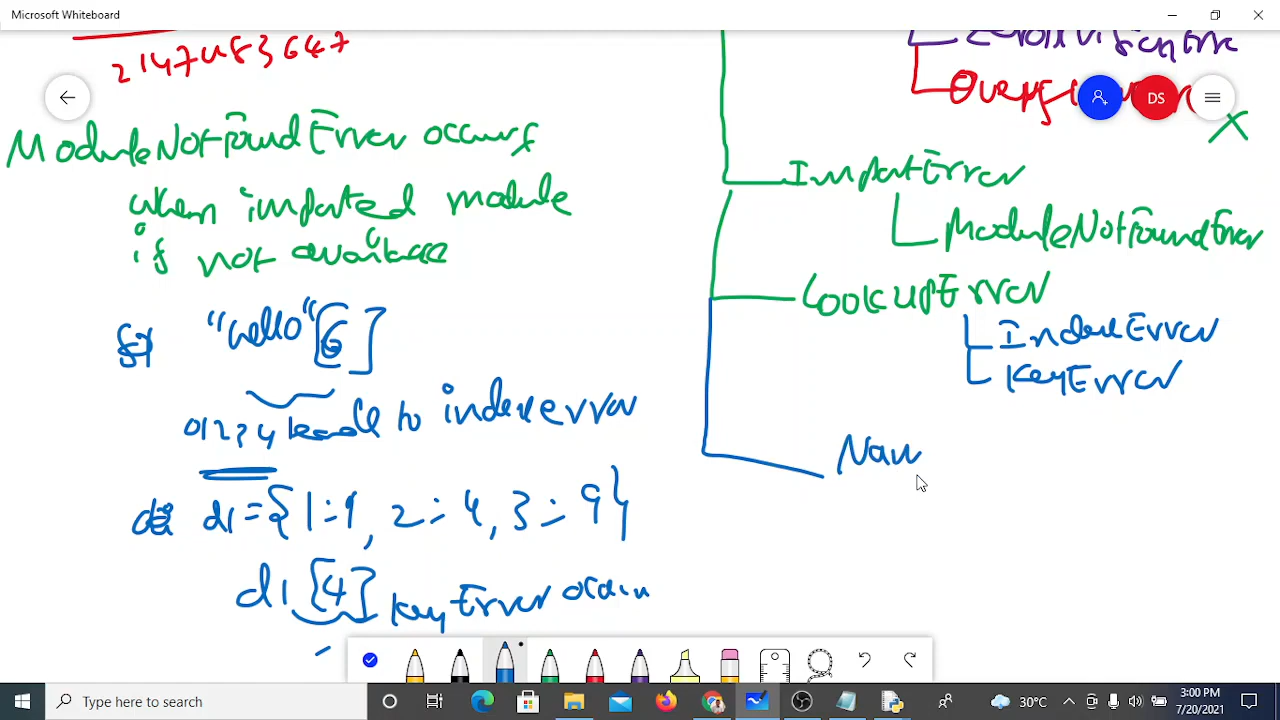 Microsoft Whiteboard
2147483647
ModuleNotFoundError occurs
when imported module
is not available
"hello"[6]
01234 leads to indexerror
d1={1:1, 2:4, 3:9}
d1[4] KeyError occurs
DS
ImportError
ModuleNotFoundError
LookupError
IndexError
KeyError
Nam
Type here to search
30°C
3:00 PM
7/20/2021